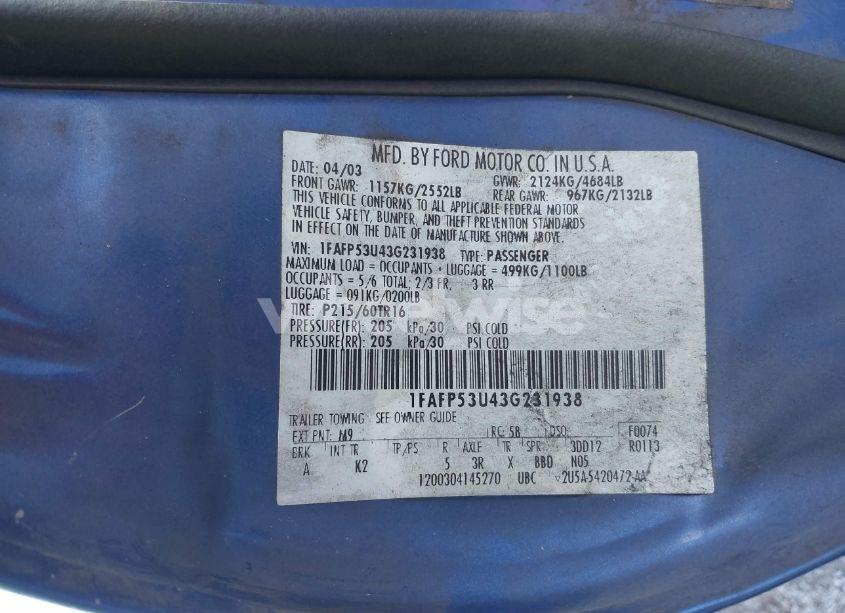 MFD. BY FORD MOTOR CO. IN U.S.A.
DATE: 04/03 GVWR: 2124KG/4684LB
FRONT GAWR: 1157KG/2552LB REAR GAWR: 967KG/2132LB
THIS VEHICLE CONFORMS TO ALL APPLICABLE FEDERAL MOTOR
VEHICLE SAFETY, BUMPER, AND THEFT PREVENTION STANDARDS
IN EFFECT ON THE DATE OF MANUFACTURE SHOWN ABOVE.
VIN: 1FAFP53U43G231938 TYPE: PASSENGER
MAXIMUM LOAD = OCCUPANTS + LUGGAGE = 499KG/1100LB
OCCUPANTS = 5/6 TOTAL; 2/3 FR, 3 RR
LUGGAGE = 091KG/0200LB
TIRE: P215/60TR16
PRESSURE(FR): 205 kPa/30 PSI COLD
PRESSURE(RR): 205 kPa/30 PSI COLD
1FAFP53U43G231938
TRAILER TOWING: SEE OWNER GUIDE
EXT PNT: M9 RC: 5B DSO: F0074
BRK INT TR TP/PS R AXLE TR SPR 3DD12 R0113
A K2 5 3R X BBD N05
1200304145270 UBC 2U5A-5420472-AA